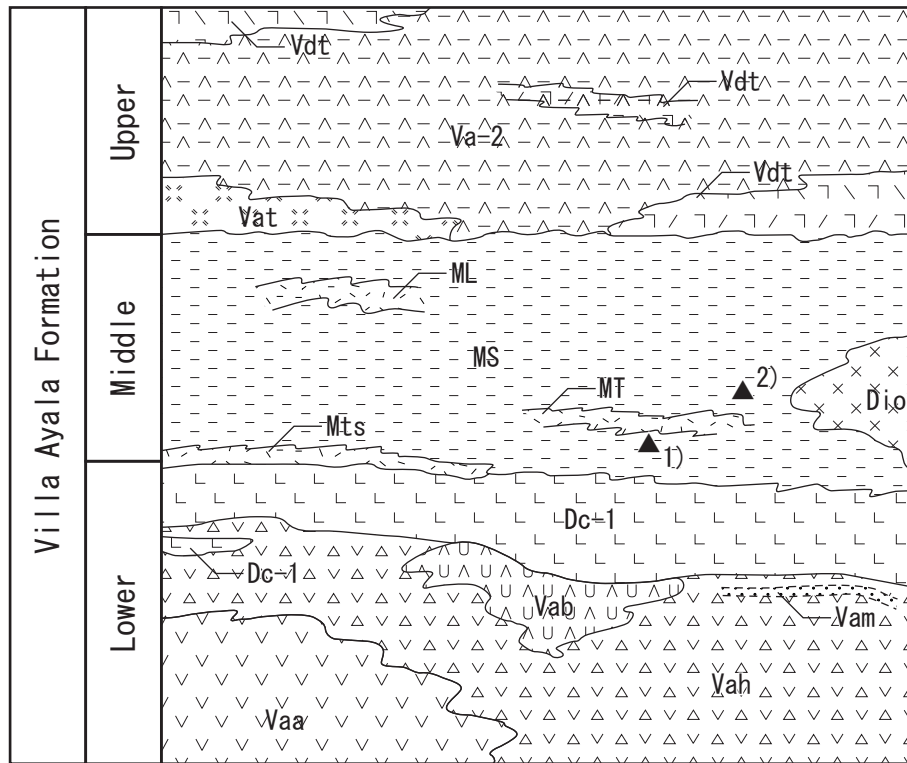 Villa Ayala Formation
Upper
Middle
Lower
Vdt
Vdt
Va-2
Vdt
Vat
ML
MS
MT
2)
Dio
Mts
1)
Dc-1
Dc-1
Vab
Vam
Vah
Vaa